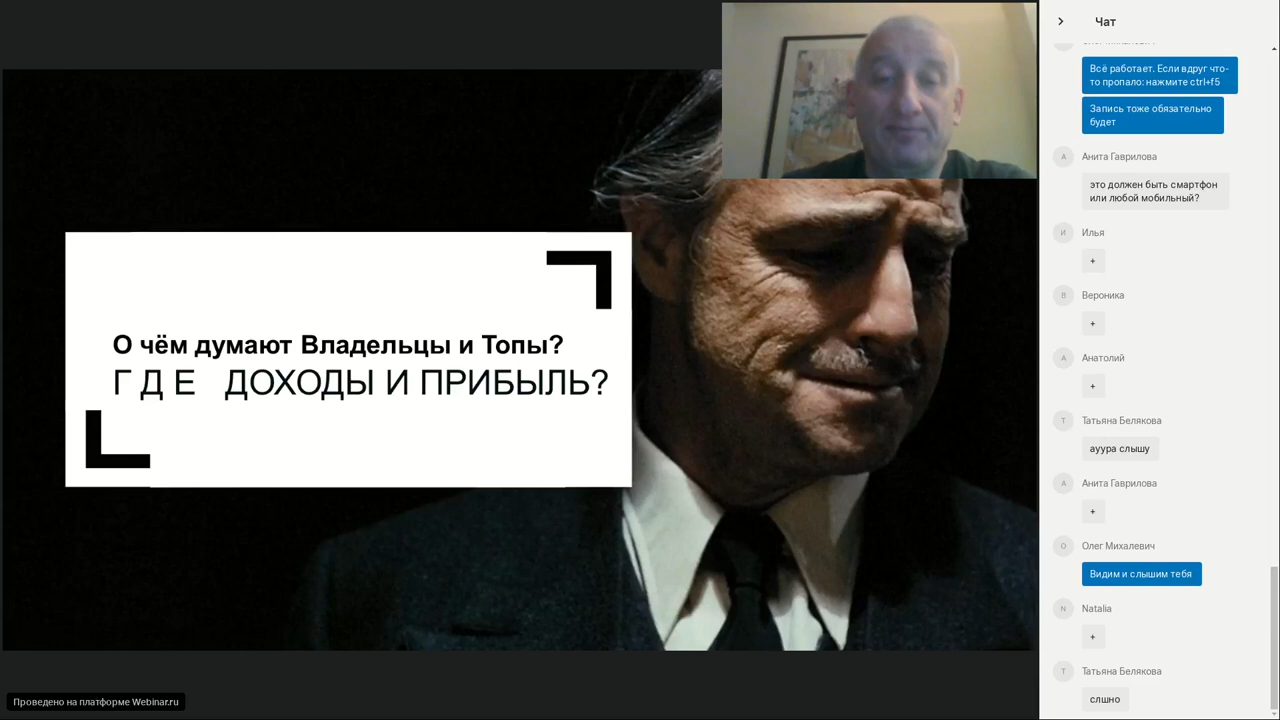 О чём думают Владельцы и Топы?
Г Д Е ДОХОДЫ И ПРИБЫЛЬ?
Проведено на платформе Webinar.ru
Чат
Всё работает. Если вдруг что-
то пропало: нажмите ctrl+f5
Запись тоже обязательно
будет
А
Анита Гаврилова
это должен быть смартфон
или любой мобильный?
И
Илья
+
В
Вероника
+
А
Анатолий
+
Т
Татьяна Белякова
ауура слышу
А
Анита Гаврилова
+
О
Олег Михалевич
Видим и слышим тебя
N
Natalia
+
Т
Татьяна Белякова
слшно